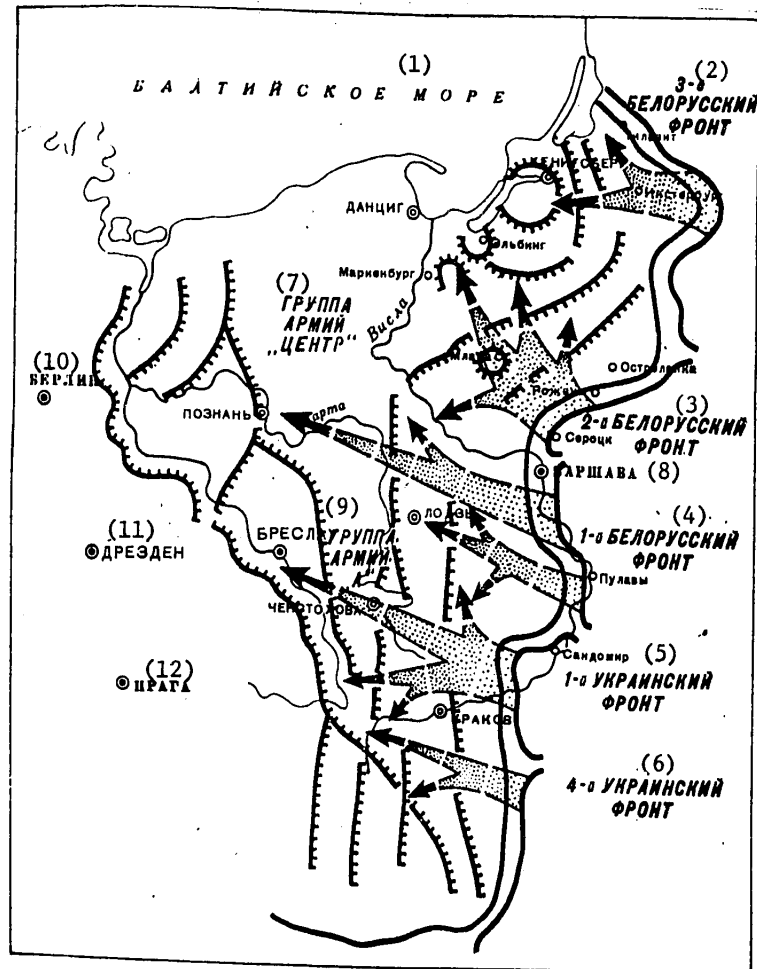 (1)
БАЛТИЙСКОЕ МОРЕ
(2)
3-й
БЕЛОРУССКИЙ
ФРОНТ
ДАНЦИГ
Эльбинг
Мариенбург
(7)
ГРУППА
АРМИЙ
„ЦЕНТР“
Висла
(10)
БЕРЛИН
Остроленка
ПОЗНАНЬ
(3)
2-й БЕЛОРУССКИЙ
ФРОНТ
Сероцк
ВАРШАВА (8)
(11)
ДРЕЗДЕН
(9)
ГРУППА
АРМИЙ
„А“
(4)
1-й БЕЛОРУССКИЙ
ФРОНТ
Пулавы
(12)
ПРАГА
Сандомир
(5)
1-й УКРАИНСКИЙ
ФРОНТ
КРАКОВ
(6)
4-й УКРАИНСКИЙ
ФРОНТ